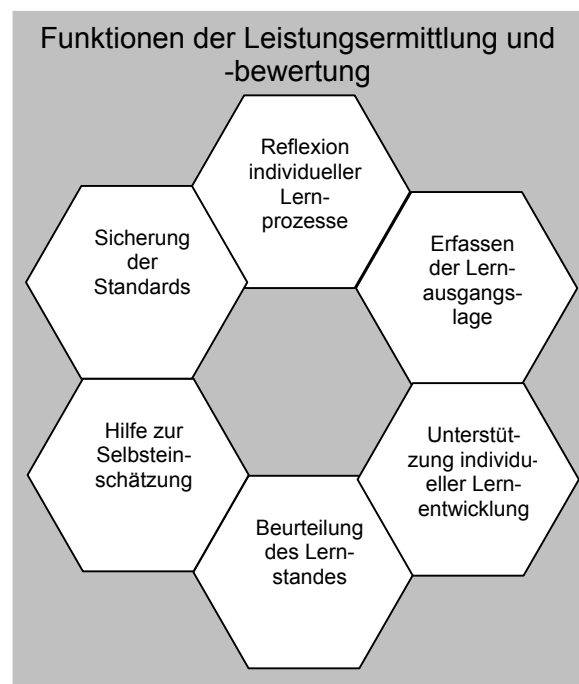 Funktionen der Leistungsermittlung und
-bewertung
Reflexion
individueller
Lern-
prozesse
Erfassen
der Lern-
ausgangs-
lage
Unterstüt-
zung individu-
eller Lern-
entwicklung
Beurteilung
des Lern-
standes
Hilfe zur
Selbstein-
schätzung
Sicherung
der
Standards